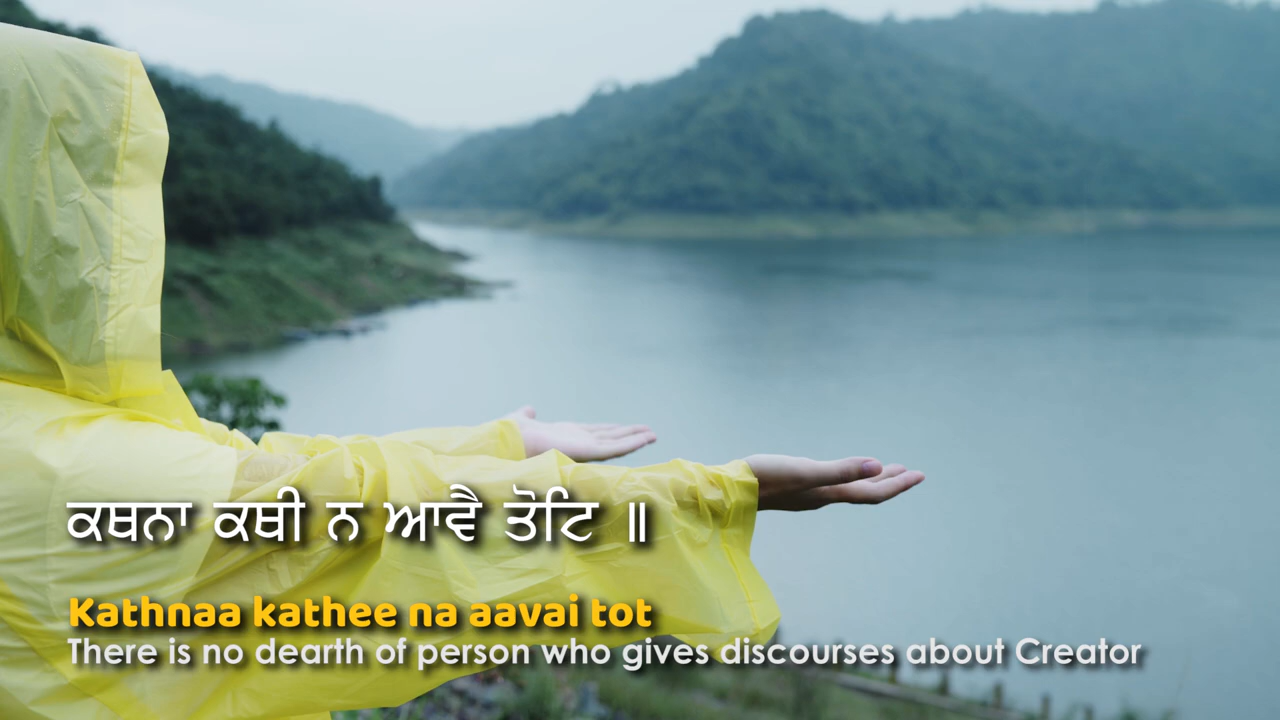 ਕਥਨਾ ਕਥੀ ਨ ਆਵੈ ਤੋਟਿ ॥
Kathnaa kathee na aavai tot
There is no dearth of person who gives discourses about Creator